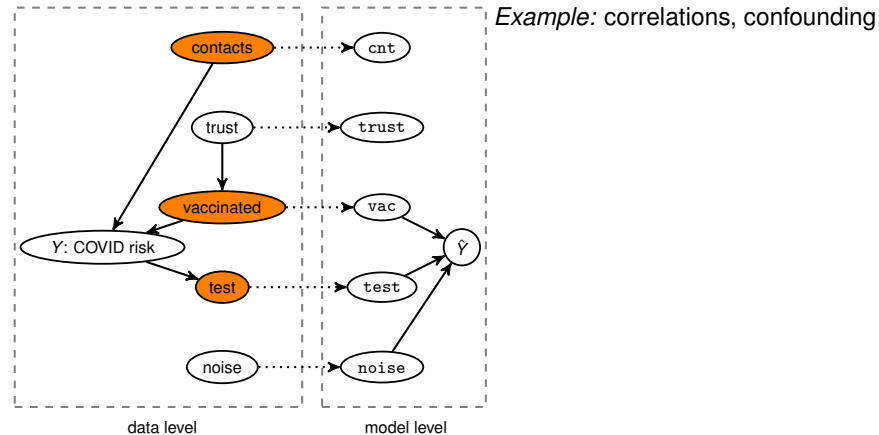 Example: correlations, confounding
contacts
cnt
trust
trust
vaccinated
vac
Y: COVID risk
Ŷ
test
test
noise
noise
data level
model level